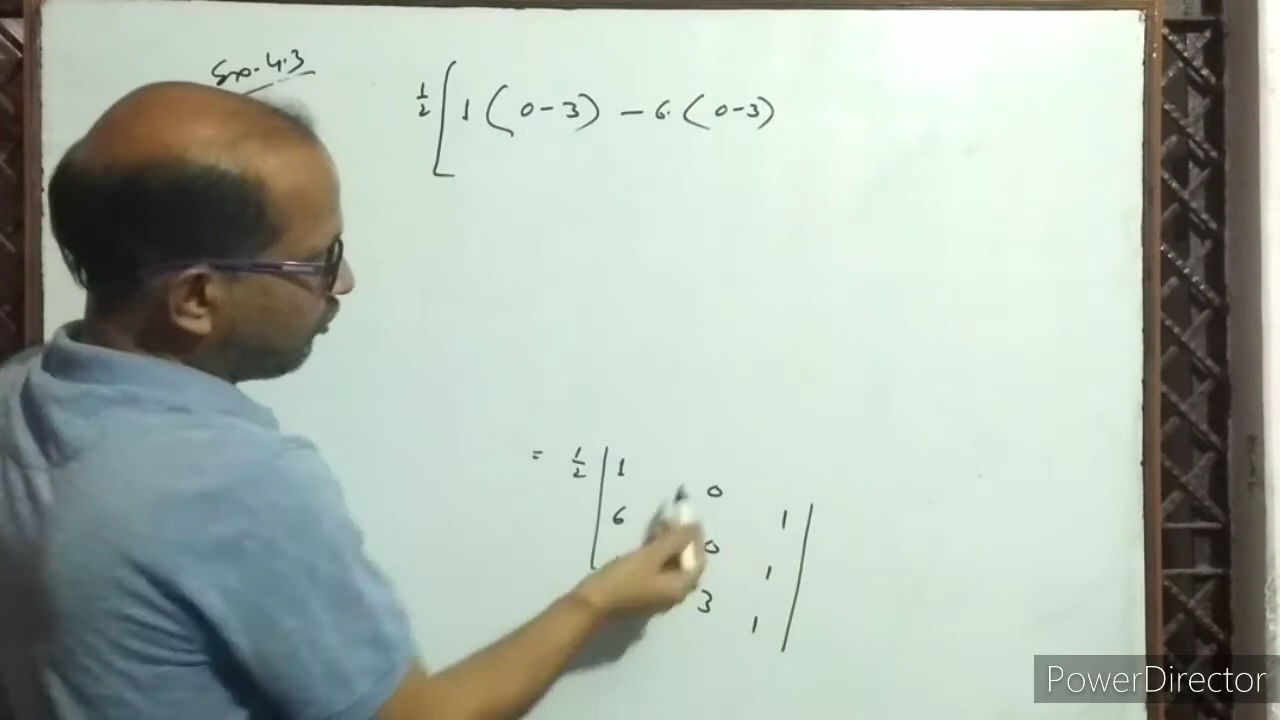 Exo. 4.3
1/2 [ 1 (0-3) - 6. (0-3)
= 1/2 | 1 0 1 |
6 0 1
3 1
PowerDirector